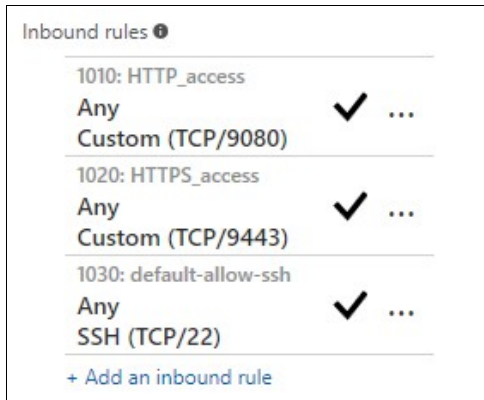 Inbound rules
1010: HTTP_access
Any
Custom (TCP/9080)
1020: HTTPS_access
Any
Custom (TCP/9443)
1030: default-allow-ssh
Any
SSH (TCP/22)
+ Add an inbound rule